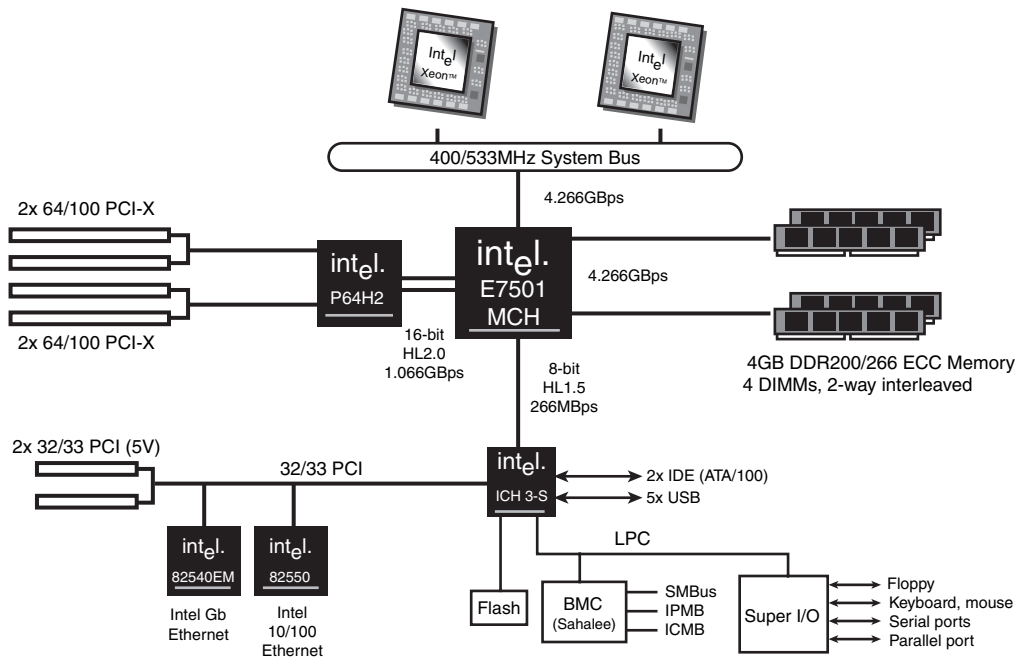 intel
Xeon™
intel
Xeon™
400/533MHz System Bus
4.266GBps
2x 64/100 PCI-X
2x 64/100 PCI-X
intel.
P64H2
intel.
E7501
MCH
4.266GBps
16-bit
HL2.0
1.066GBps
8-bit
HL1.5
266MBps
4GB DDR200/266 ECC Memory
4 DIMMs, 2-way interleaved
2x 32/33 PCI (5V)
32/33 PCI
intel.
ICH 3-S
2x IDE (ATA/100)
5x USB
intel.
82540EM
Intel Gb
Ethernet
intel.
82550
Intel
10/100
Ethernet
LPC
Flash
BMC
(Sahalee)
SMBus
IPMB
ICMB
Super I/O
Floppy
Keyboard, mouse
Serial ports
Parallel port